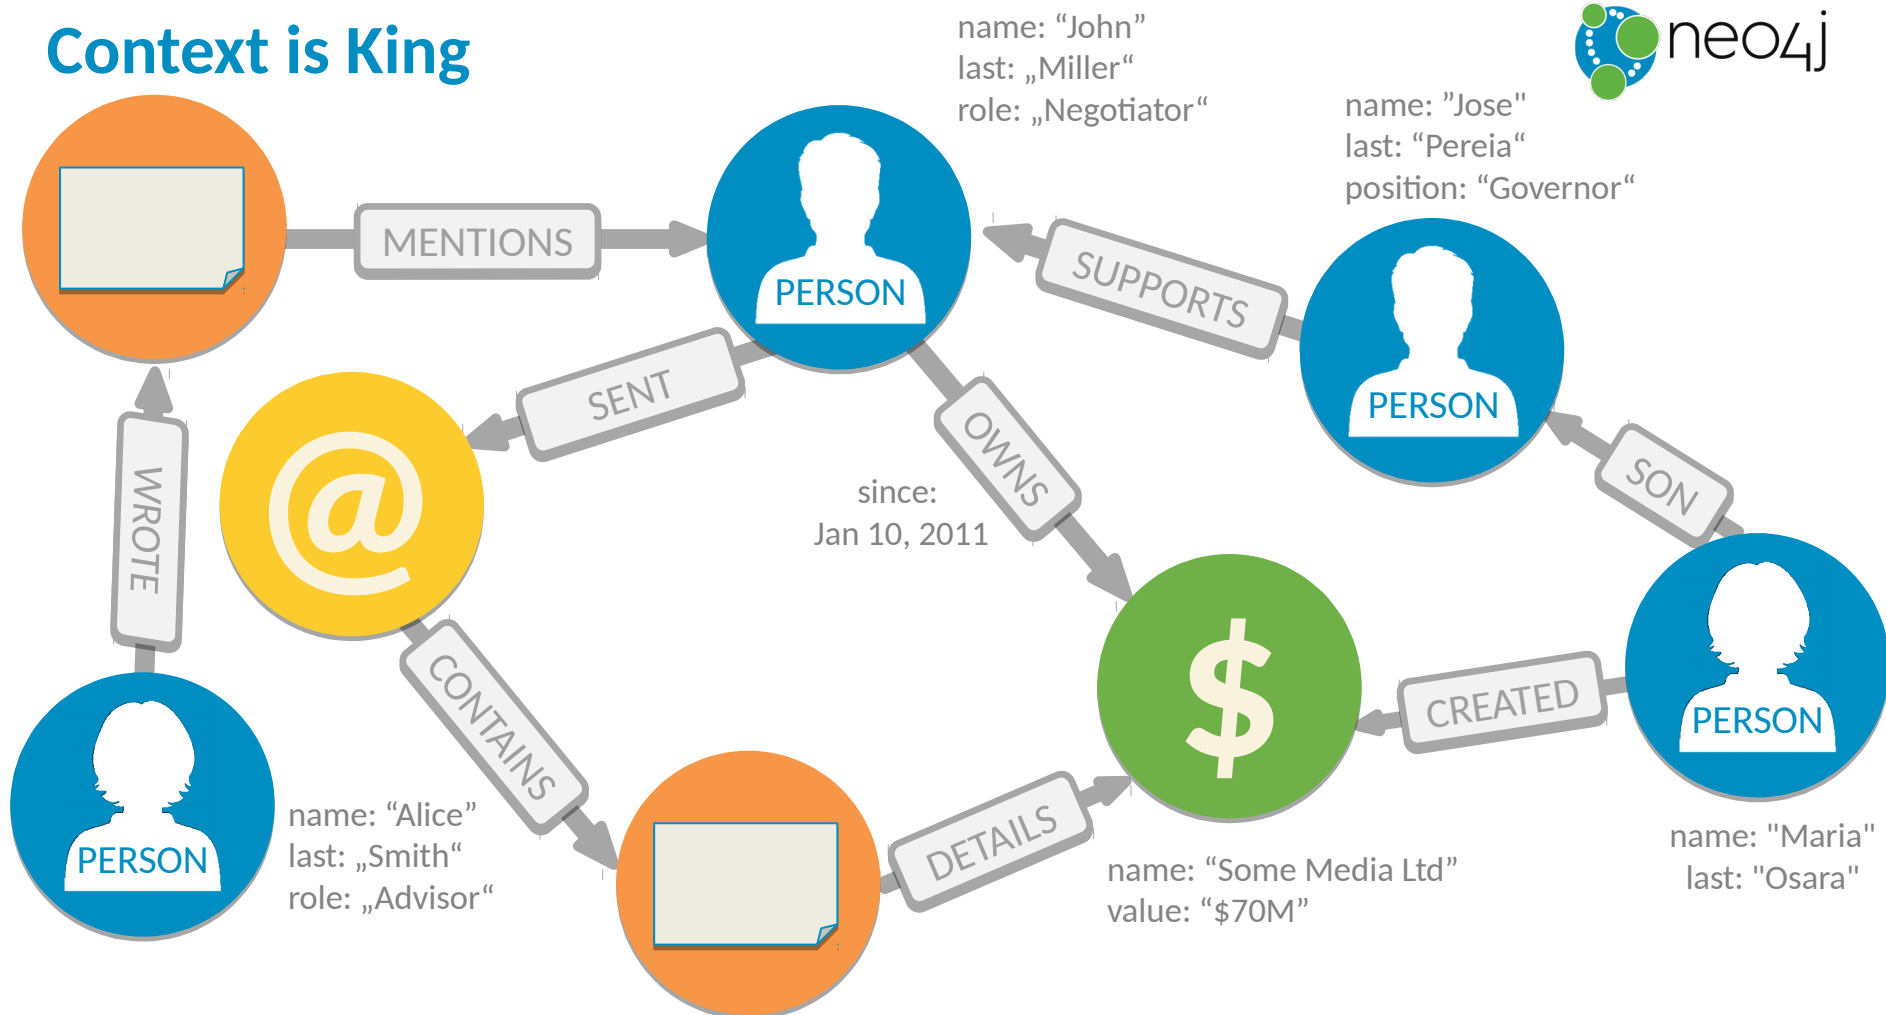 Context is King
neo4j
name: “John”
last: „Miller“
role: „Negotiator“
name: ”Jose"
last: “Pereia“
position: “Governor“
MENTIONS
PERSON
SUPPORTS
PERSON
SENT
OWNS
since:
Jan 10, 2011
SON
WROTE
@
CONTAINS
$
CREATED
PERSON
PERSON
name: “Alice”
last: „Smith“
role: „Advisor“
DETAILS
name: “Some Media Ltd”
value: “$70M”
name: "Maria"
last: "Osara"